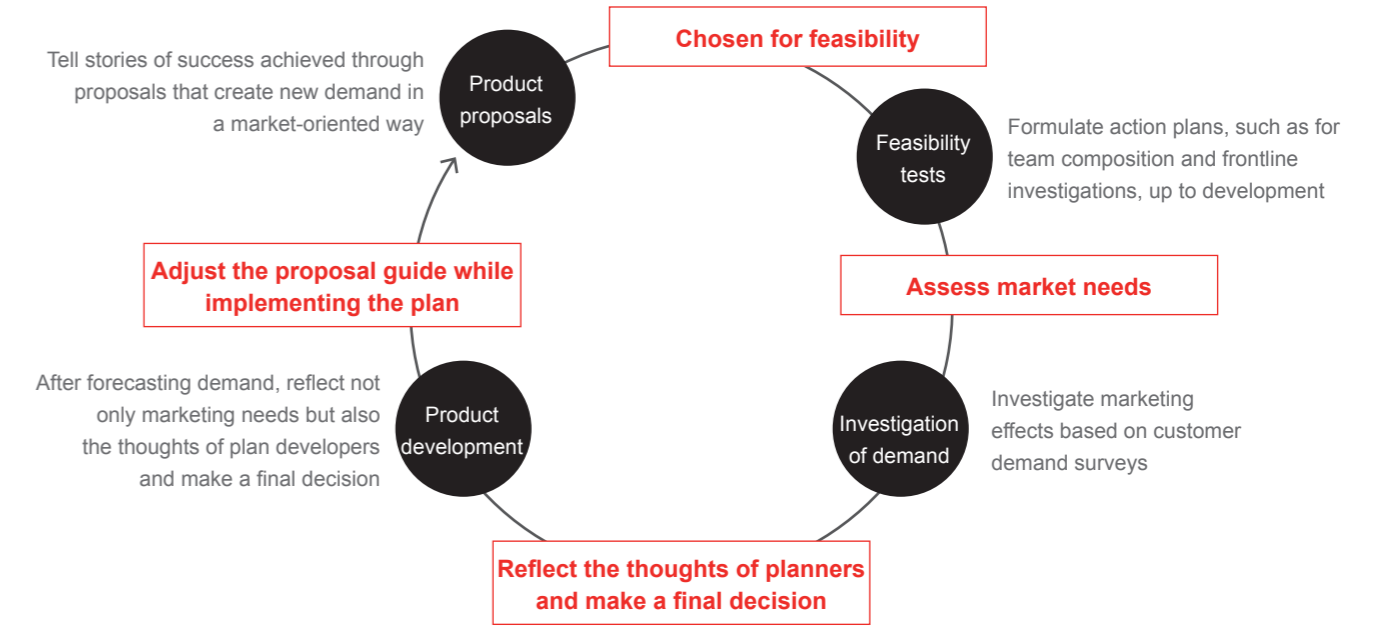 Chosen for feasibility
Tell stories of success achieved through
proposals that create new demand in
a market-oriented way
Product
proposals
Feasibility
tests
Formulate action plans, such as for
team composition and frontline
investigations, up to development
Adjust the proposal guide while
implementing the plan
Assess market needs
After forecasting demand, reflect not
only marketing needs but also
the thoughts of plan developers
and make a final decision
Product
development
Investigation
of demand
Investigate marketing
effects based on customer
demand surveys
Reflect the thoughts of planners
and make a final decision